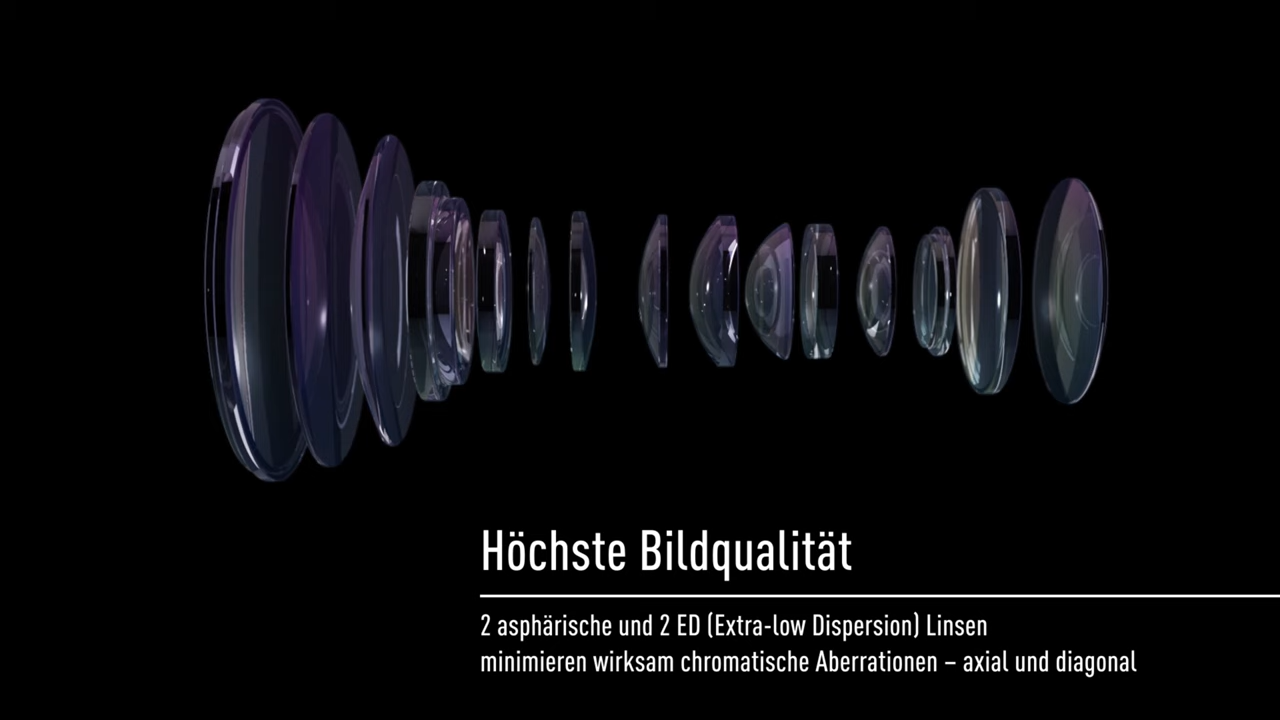 Höchste Bildqualität
2 asphärische und 2 ED (Extra-low Dispersion) Linsen
minimieren wirksam chromatische Aberrationen – axial und diagonal